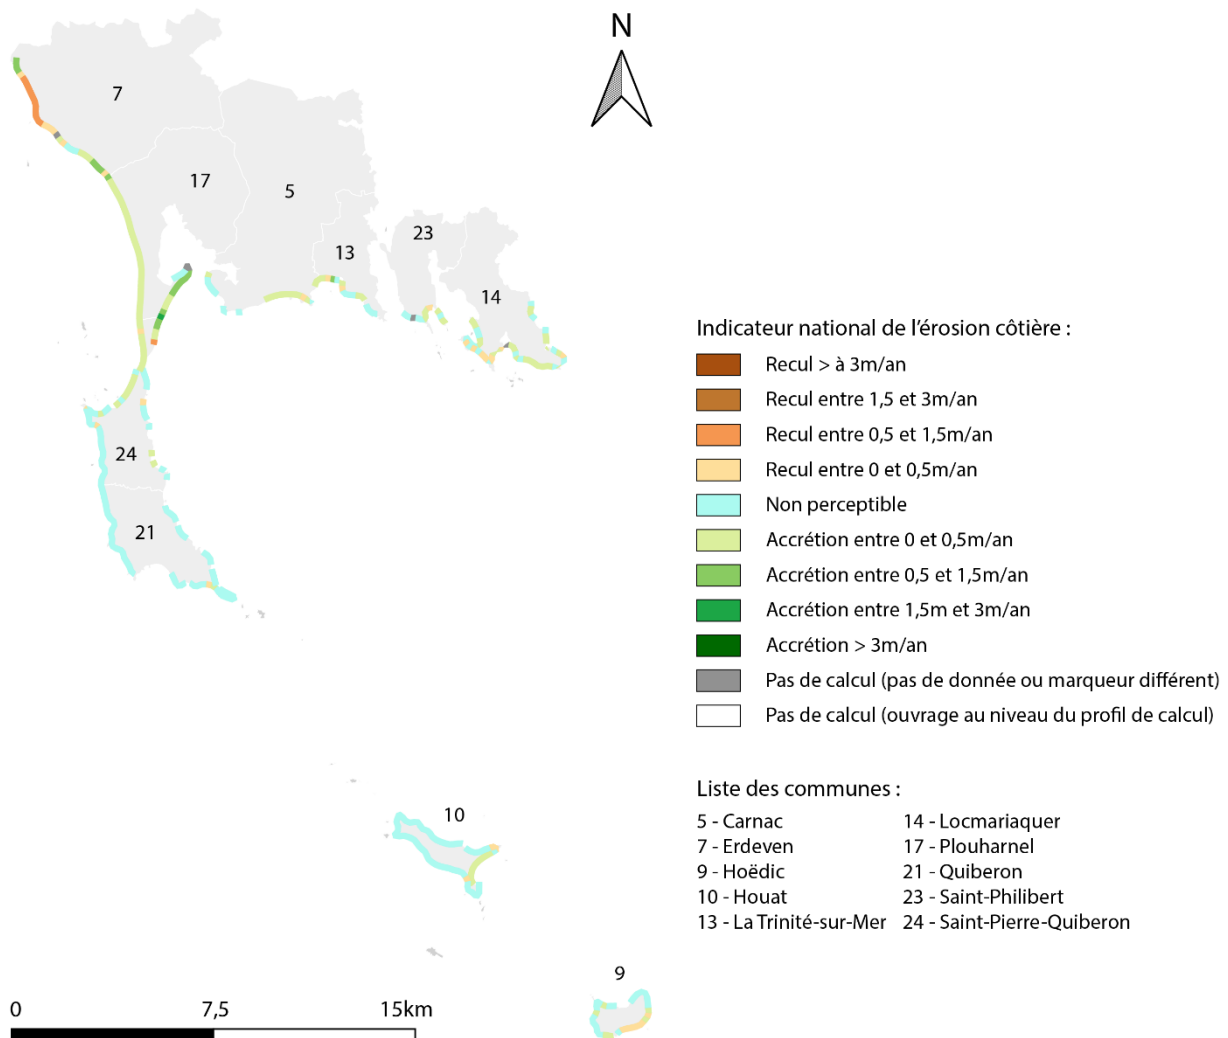 N
7
17
5
13
23
14
24
21
10
9
Indicateur national de l'érosion côtière :
Recul > à 3m/an
Recul entre 1,5 et 3m/an
Recul entre 0,5 et 1,5m/an
Recul entre 0 et 0,5m/an
Non perceptible
Accrétion entre 0 et 0,5m/an
Accrétion entre 0,5 et 1,5m/an
Accrétion entre 1,5m et 3m/an
Accrétion > 3m/an
Pas de calcul (pas de donnée ou marqueur différent)
Pas de calcul (ouvrage au niveau du profil de calcul)
Liste des communes :
5 - Carnac
7 - Erdeven
9 - Hoëdic
10 - Houat
13 - La Trinité-sur-Mer
14 - Locmariaquer
17 - Plouharnel
21 - Quiberon
23 - Saint-Philibert
24 - Saint-Pierre-Quiberon
0 7,5 15km